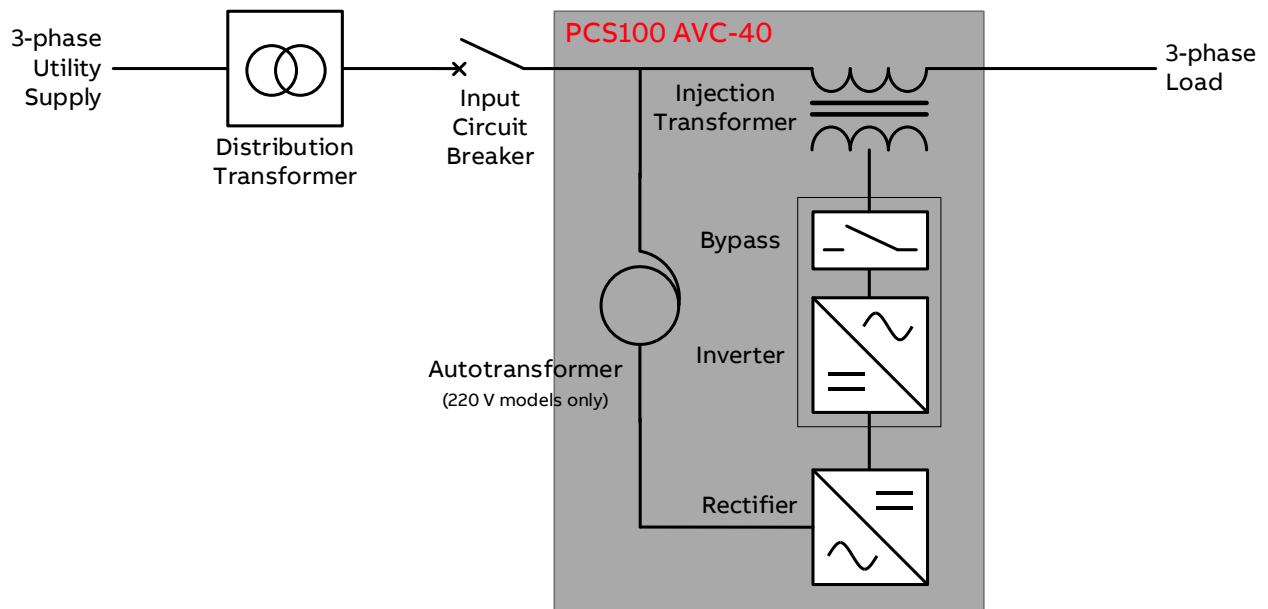 PCS100 AVC-40
3-phase
Utility
Supply
Distribution
Transformer
Input
Circuit
Breaker
Injection
Transformer
3-phase
Load
Bypass
Inverter
Autotransformer
(220 V models only)
Rectifier